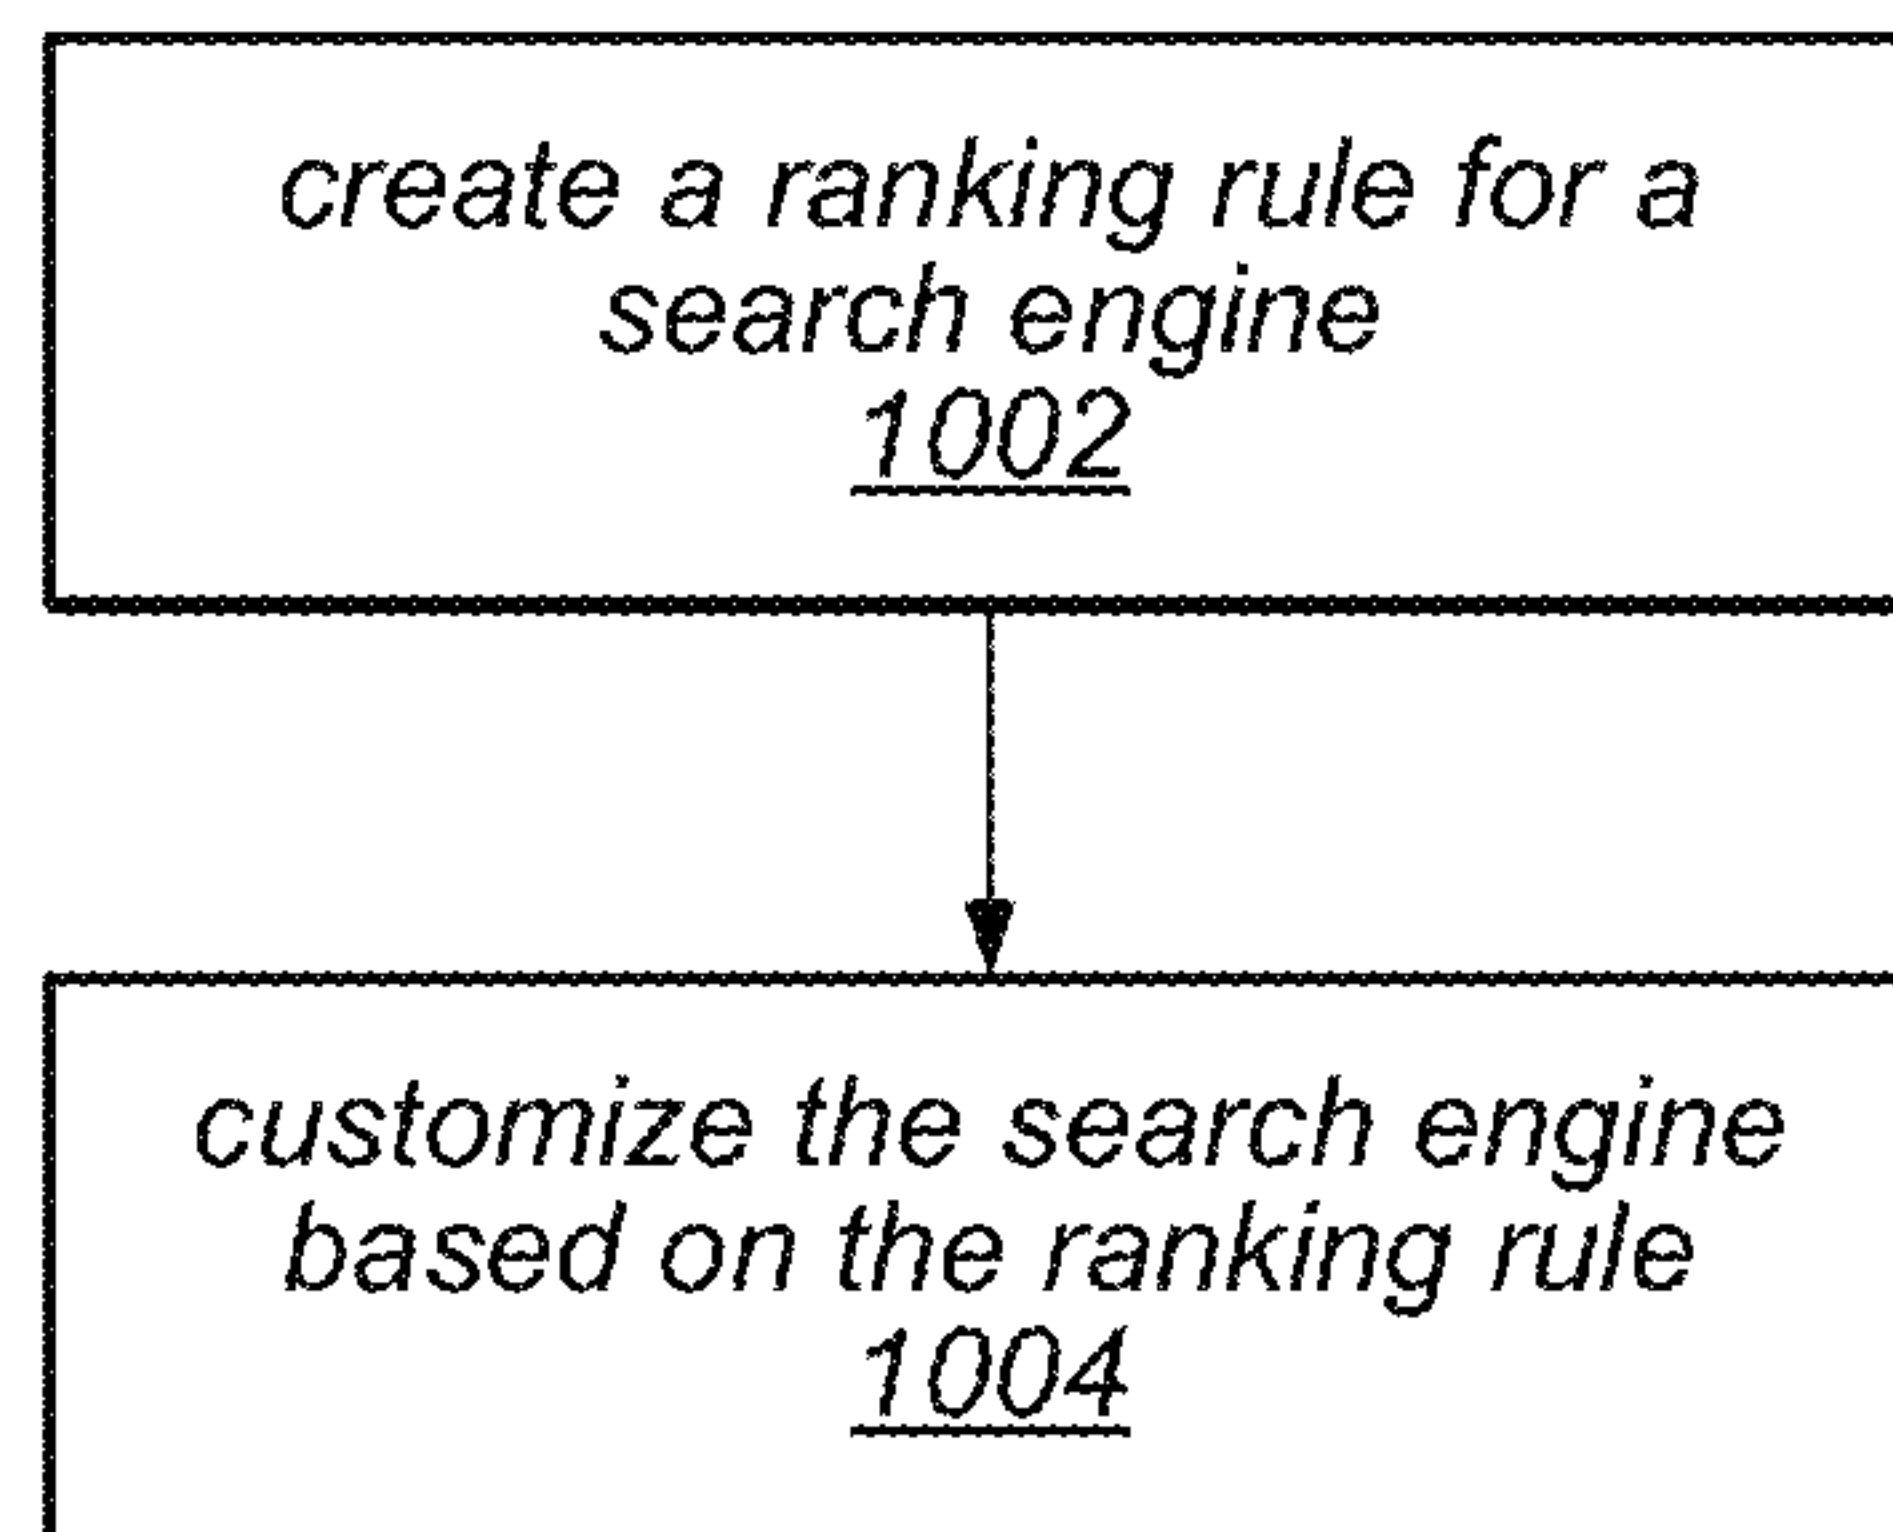 create a ranking rule for a
search engine
1002
customize the search engine
based on the ranking rule
1004